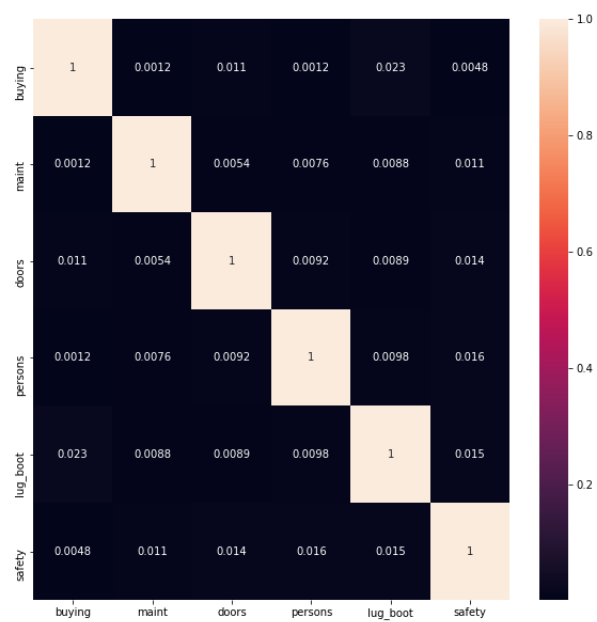 buying 1 0.0012 0.011 0.0012 0.023 0.0048
maint 0.0012 1 0.0054 0.0076 0.0088 0.011
doors 0.011 0.0054 1 0.0092 0.0089 0.014
persons 0.0012 0.0076 0.0092 1 0.0098 0.016
lug_boot 0.023 0.0088 0.0089 0.0098 1 0.015
safety 0.0048 0.011 0.014 0.016 0.015 1
buying maint doors persons lug_boot safety
1.0
0.8
0.6
0.4
0.2